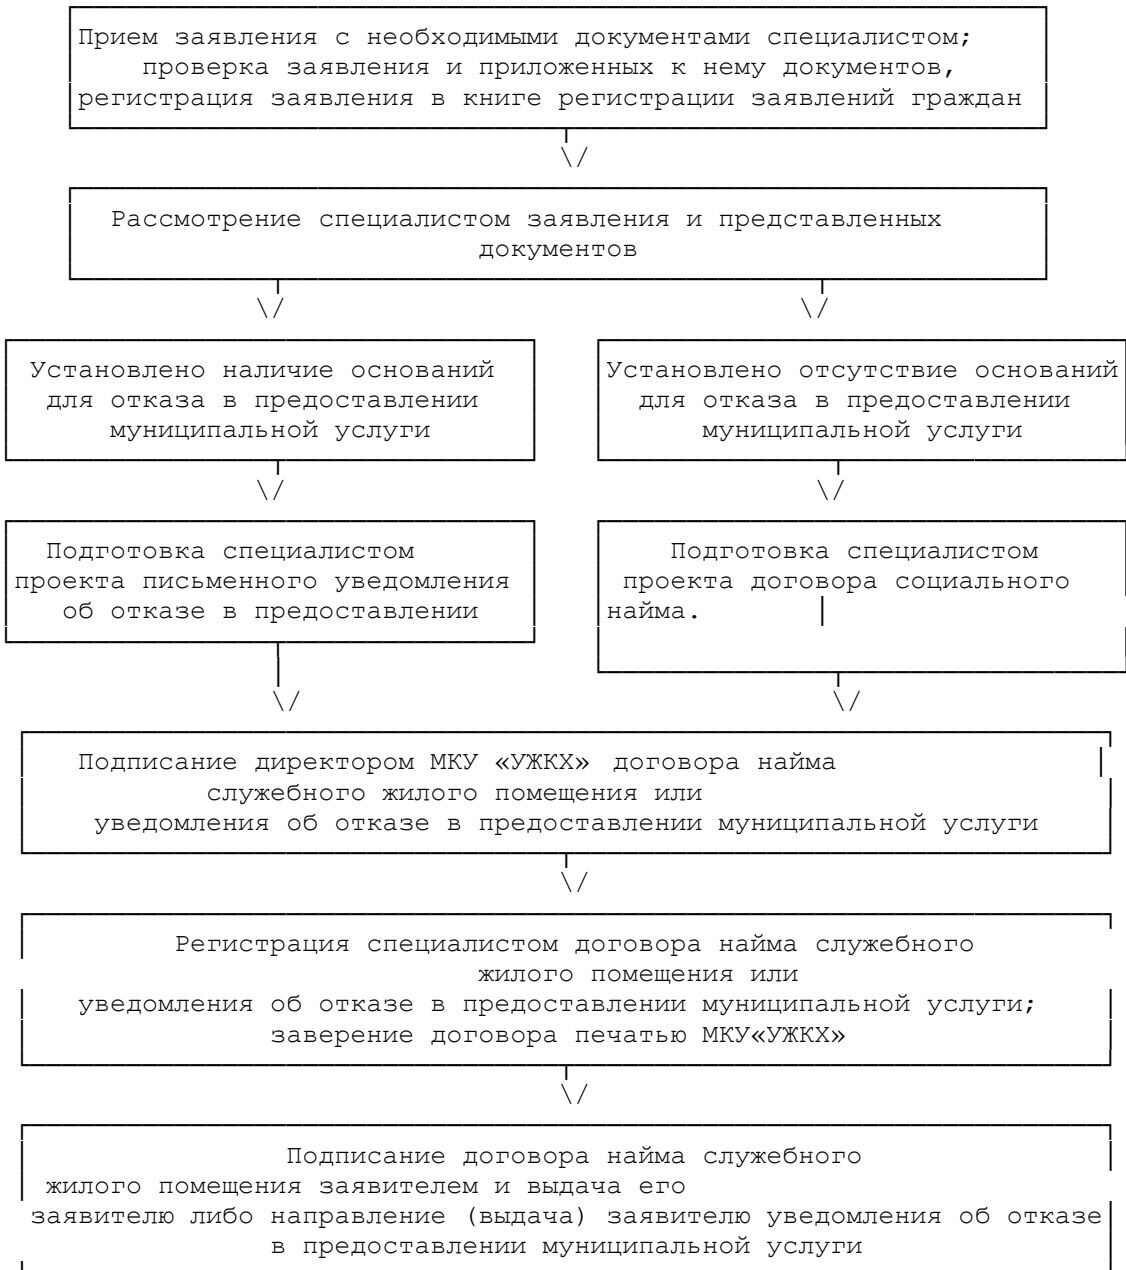 Прием заявления с необходимыми документами специалистом;
проверка заявления и приложенных к нему документов,
регистрация заявления в книге регистрации заявлений граждан
Рассмотрение специалистом заявления и представленных
документов
Установлено наличие оснований
для отказа в предоставлении
муниципальной услуги
Установлено отсутствие оснований
для отказа в предоставлении
муниципальной услуги
Подготовка специалистом
проекта письменного уведомления
об отказе в предоставлении
Подготовка специалистом
проекта договора социального
найма.
Подписание директором МКУ «УЖКХ» договора найма
служебного жилого помещения или
уведомления об отказе в предоставлении муниципальной услуги
Регистрация специалистом договора найма служебного
жилого помещения или
уведомления об отказе в предоставлении муниципальной услуги;
заверение договора печатью МКУ«УЖКХ»
Подписание договора найма служебного
жилого помещения заявителем и выдача его
заявителю либо направление (выдача) заявителю уведомления об отказе
в предоставлении муниципальной услуги